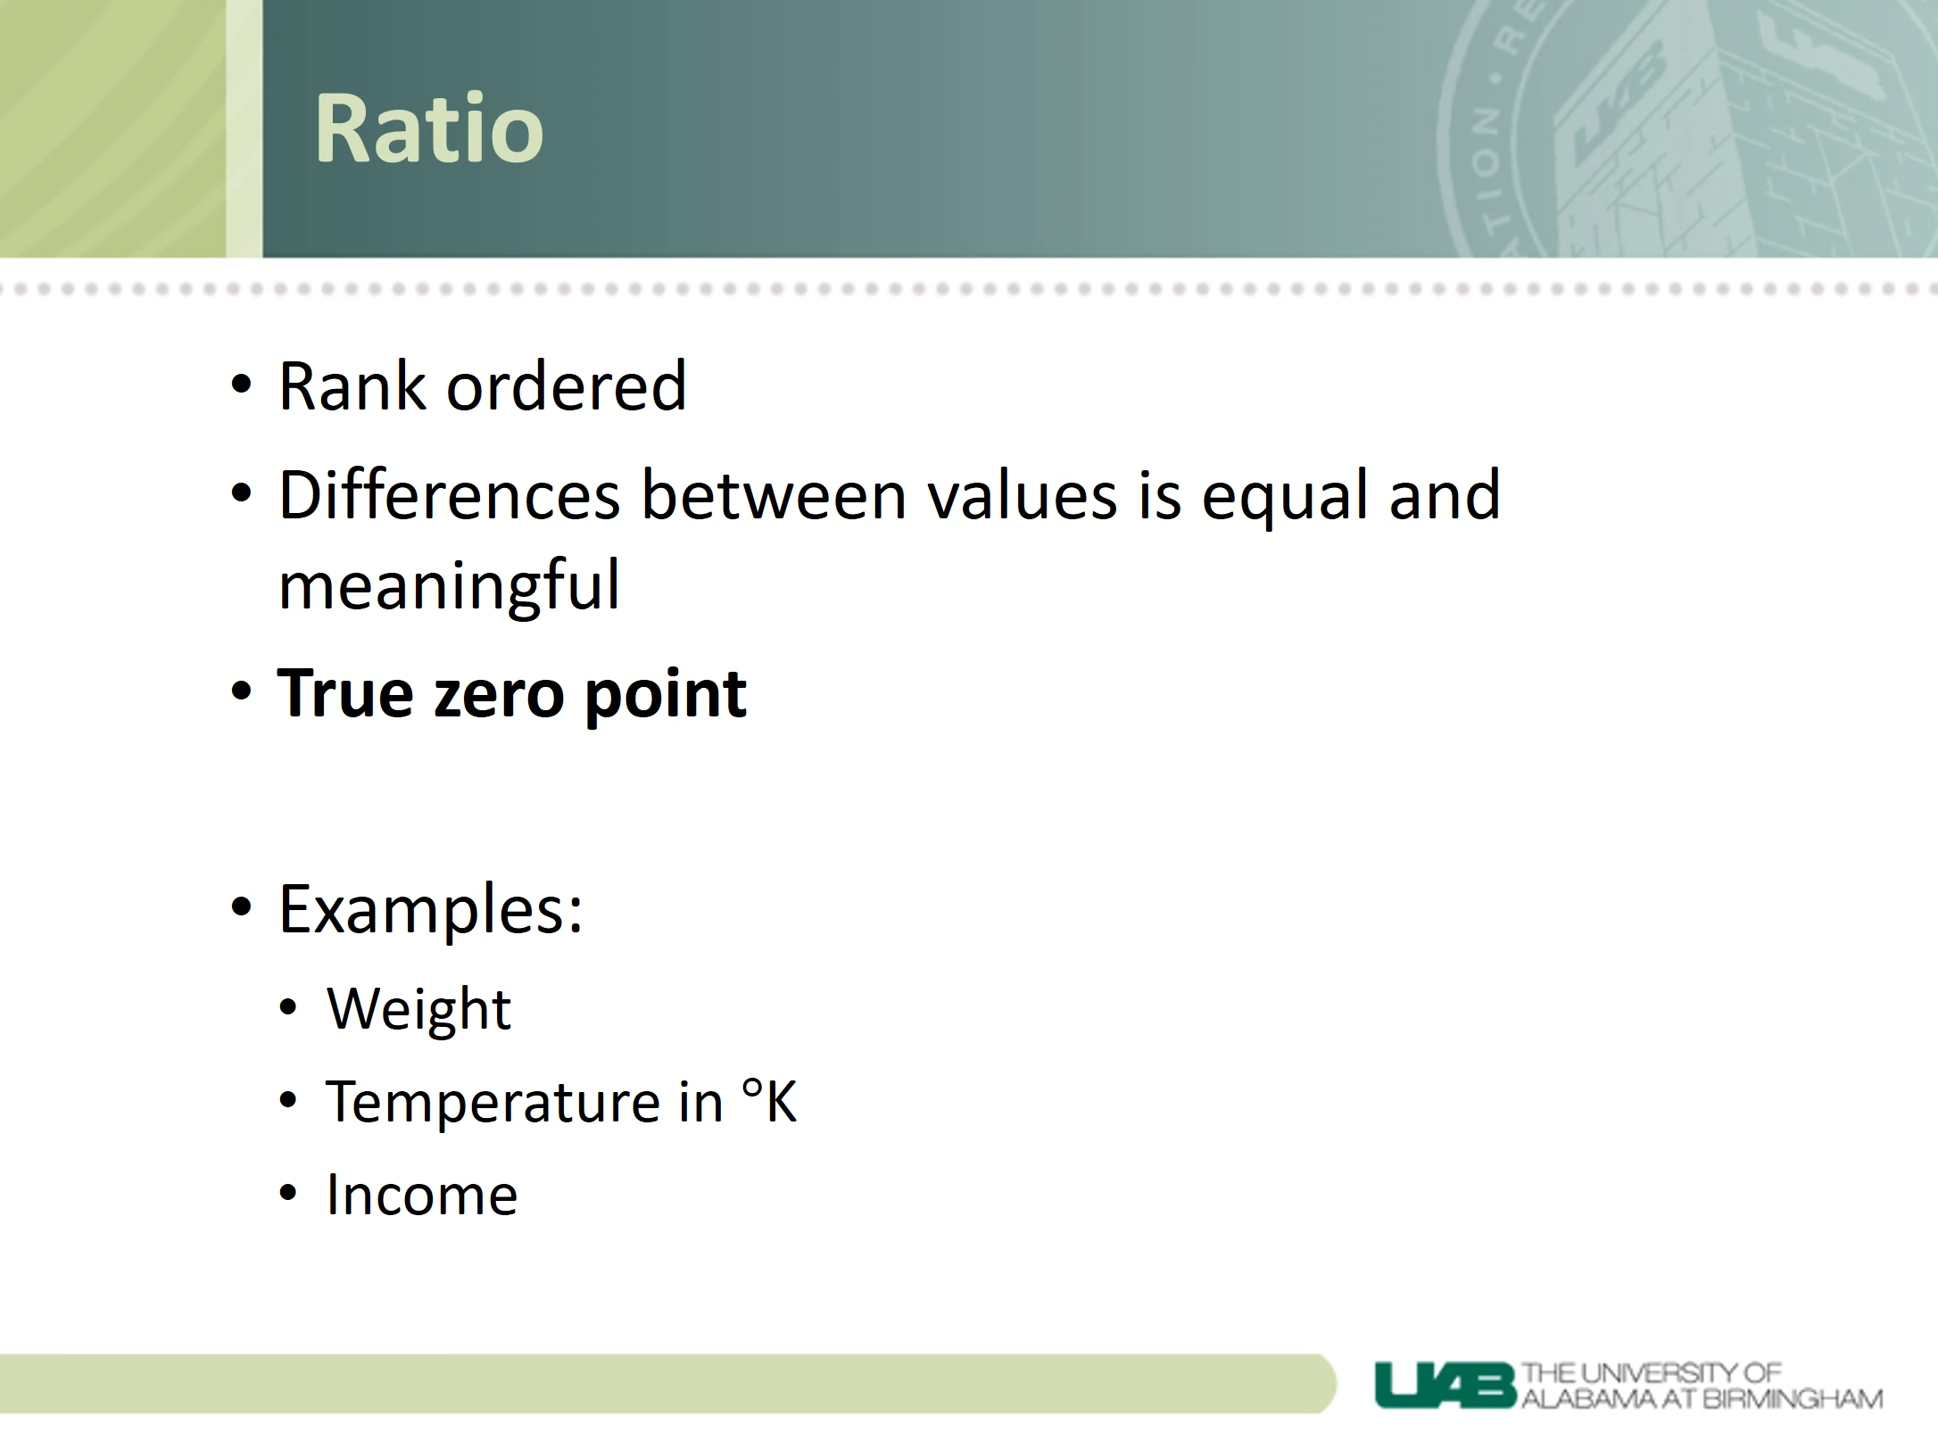 Ratio
• Rank ordered
• Differences between values is equal and
meaningful
• True zero point
• Examples:
• Weight
• Temperature in °K
• Income
UAB THE UNIVERSITY OF
ALABAMA AT BIRMINGHAM